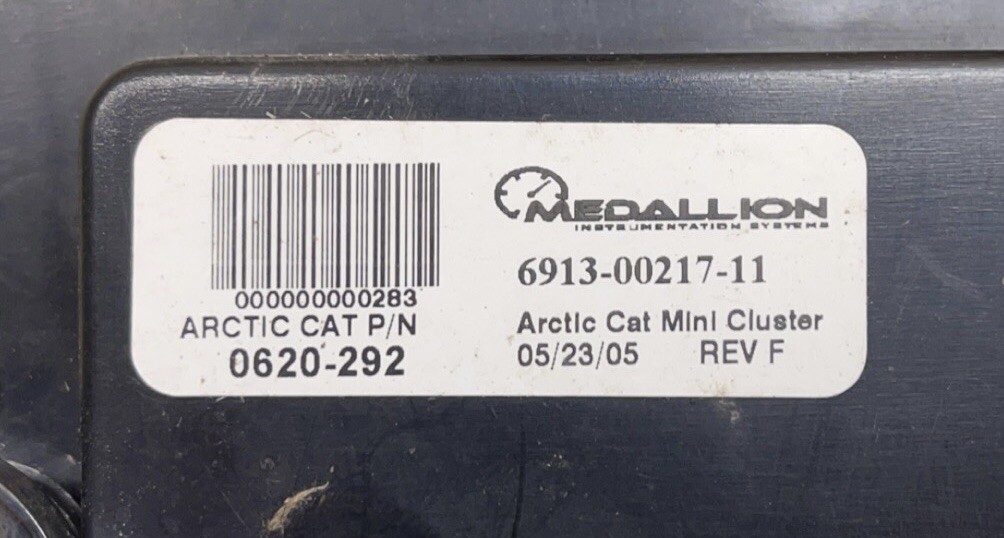 000000000283
ARCTIC CAT P/N
0620-292
MEDALLION
INSTRUMENTATION SYSTEMS
6913-00217-11
Arctic Cat Mini Cluster
05/23/05 REV F